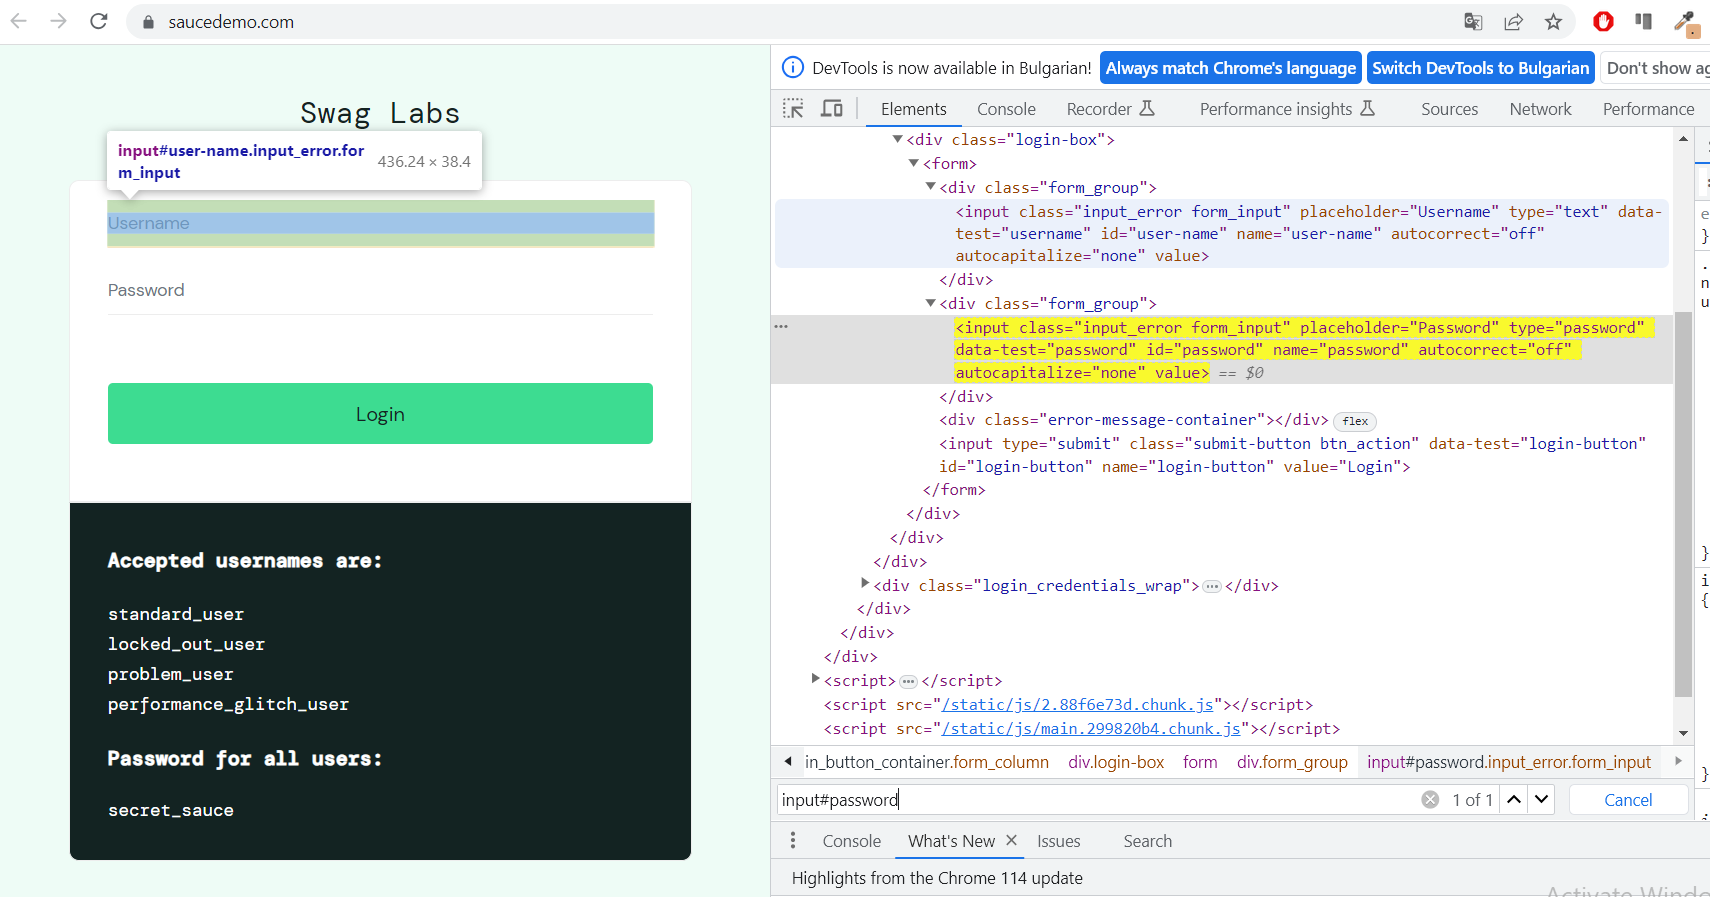 saucedemo.com
Swag Labs
input#user-name.input_error.for
m_input
436.24 × 38.4
Username
Password
Login
Accepted usernames are:
standard_user
locked_out_user
problem_user
performance_glitch_user
Password for all users:
secret_sauce
DevTools is now available in Bulgarian! Always match Chrome's language Switch DevTools to Bulgarian Don't show
Elements Console Recorder Performance insights Sources Network Performance
<div class="login-box">
<form>
<div class="form_group">
<input class="input_error form_input" placeholder="Username" type="text" data-
test="username" id="user-name" name="user-name" autocorrect="off"
autocapitalize="none" value>
</div>
<div class="form_group">
<input class="input_error form_input" placeholder="Password" type="password"
data-test="password" id="password" name="password" autocorrect="off"
autocapitalize="none" value> == $0
</div>
<div class="error-message-container"></div> flex
<input type="submit" class="submit-button btn_action" data-test="login-button"
id="login-button" name="login-button" value="Login">
</form>
</div>
</div>
</div>
<div class="login_credentials_wrap">…</div>
</div>
</div>
</div>
<script>…</script>
<script src="/static/js/2.88f6e73d.chunk.js"></script>
<script src="/static/js/main.299820b4.chunk.js"></script>
in_button_container.form_column div.login-box form div.form_group input#password.input_error.form_input
input#password 1 of 1 Cancel
Console What's New Issues Search
Highlights from the Chrome 114 update